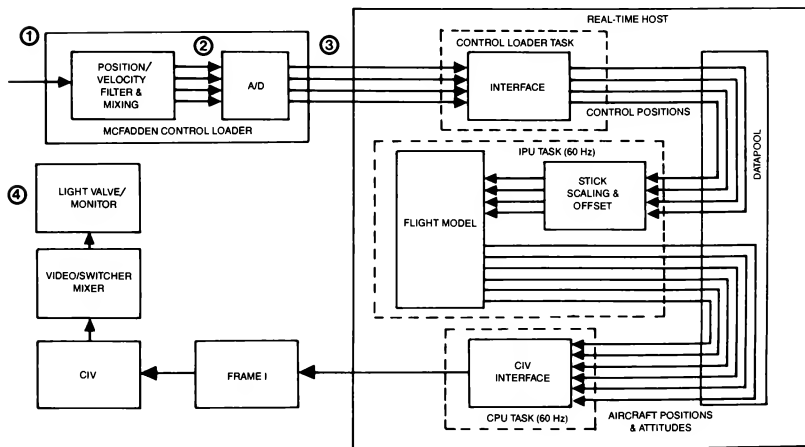 REAL-TIME HOST
①
②
③
CONTROL LOADER TASK
POSITION/
VELOCITY
FILTER &
MIXING
A/D
INTERFACE
MCFADDEN CONTROL LOADER
CONTROL POSITIONS
DATAPOOL
IPU TASK (60 Hz)
④
LIGHT VALVE/
MONITOR
FLIGHT MODEL
STICK
SCALING &
OFFSET
VIDEO/SWITCHER
MIXER
CIV
FRAME I
CIV
INTERFACE
CPU TASK (60 Hz)
AIRCRAFT POSITIONS
& ATTITUDES